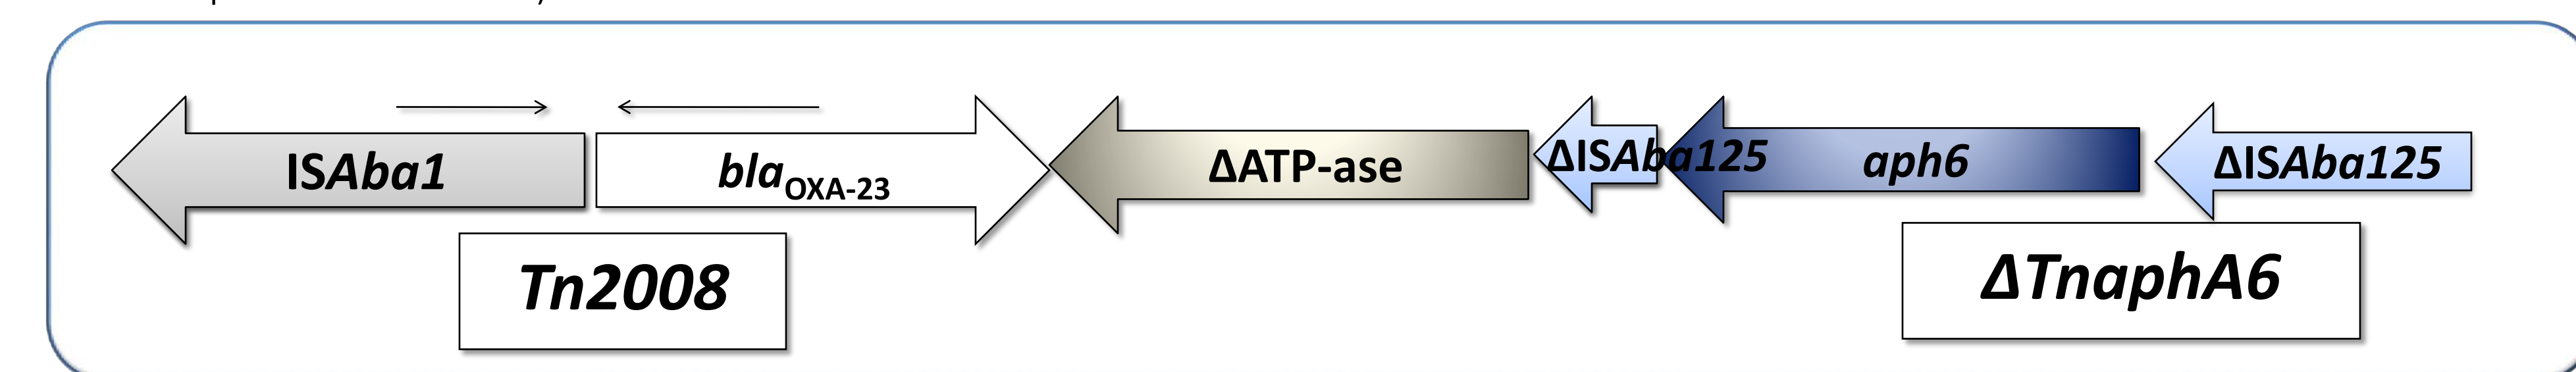 ISAba1
blaOXA-23
ΔATP-ase
ΔISAba125
aph6
ΔISAba125
Tn2008
ΔTnaphA6